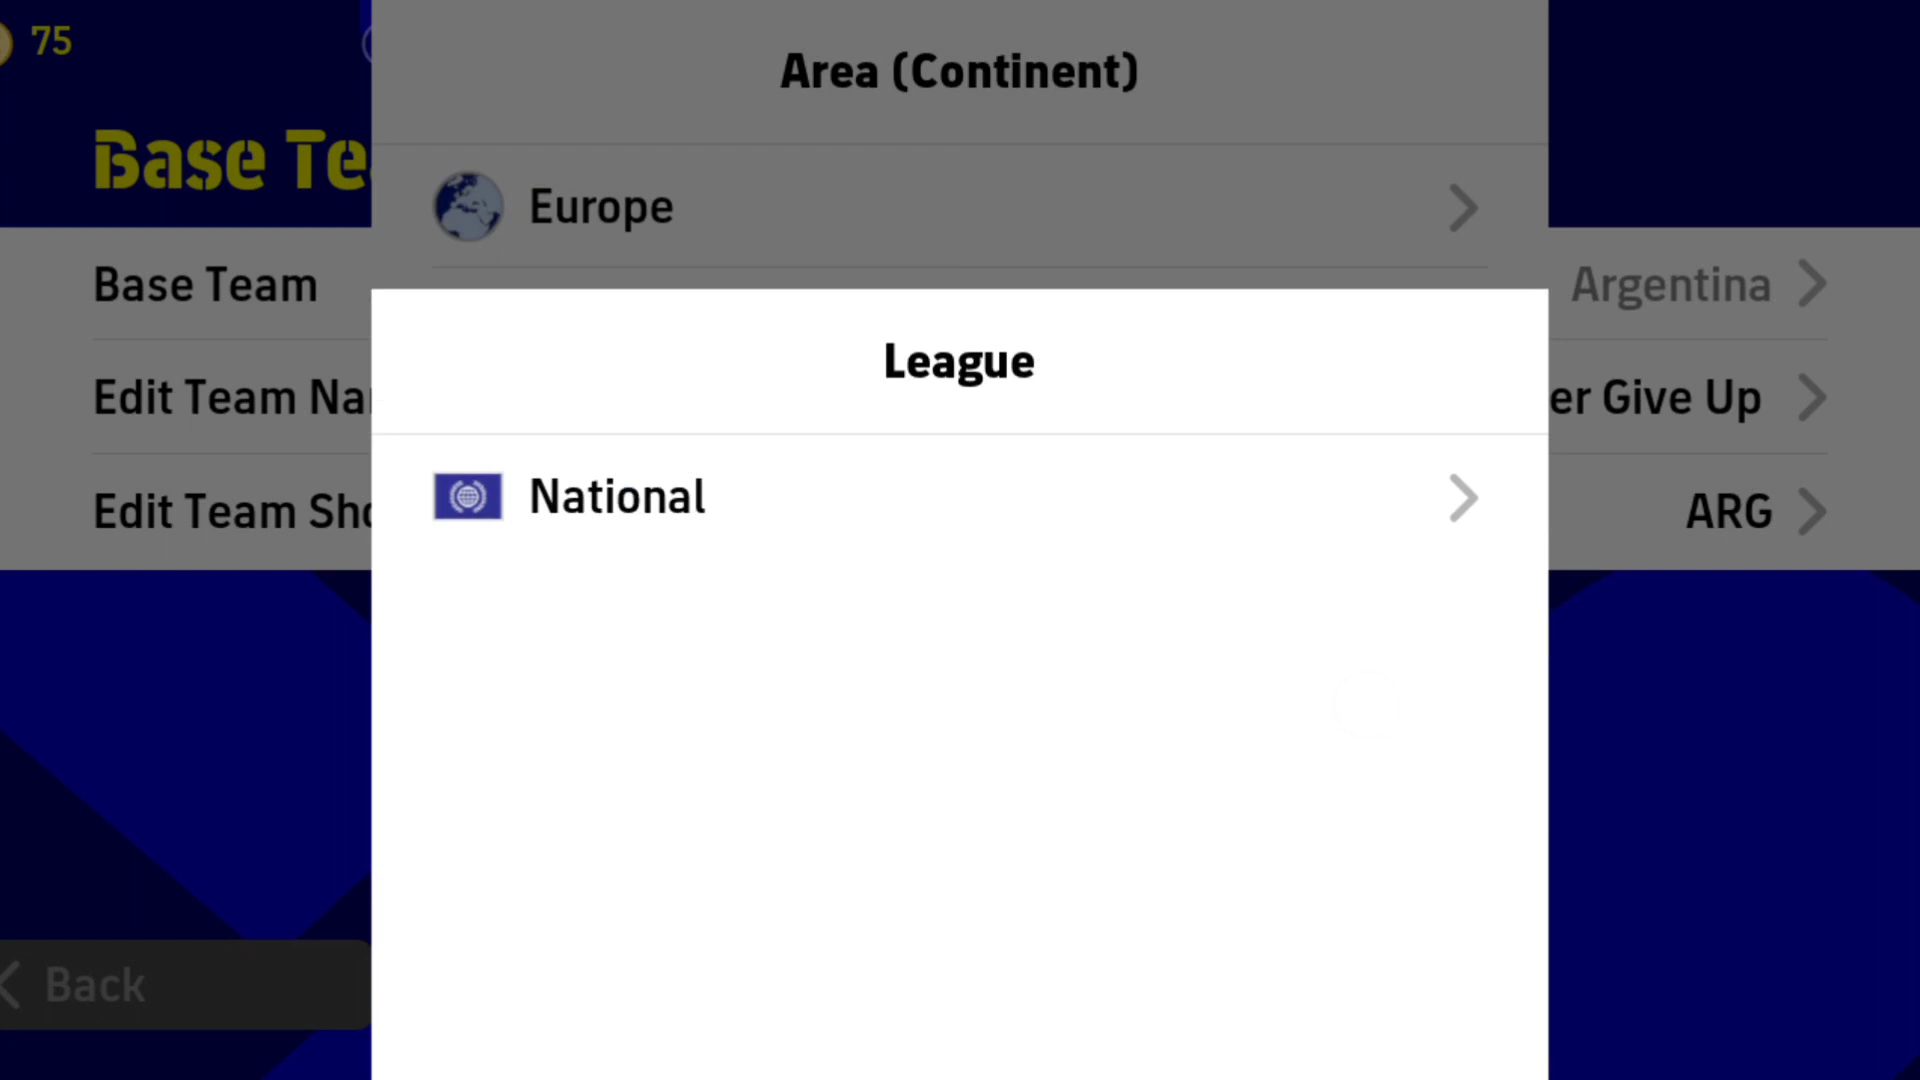 75
Area (Continent)
Base Te
Europe
Base Team
Argentina
League
Edit Team Na
er Give Up
National
Edit Team Sho
ARG
Back